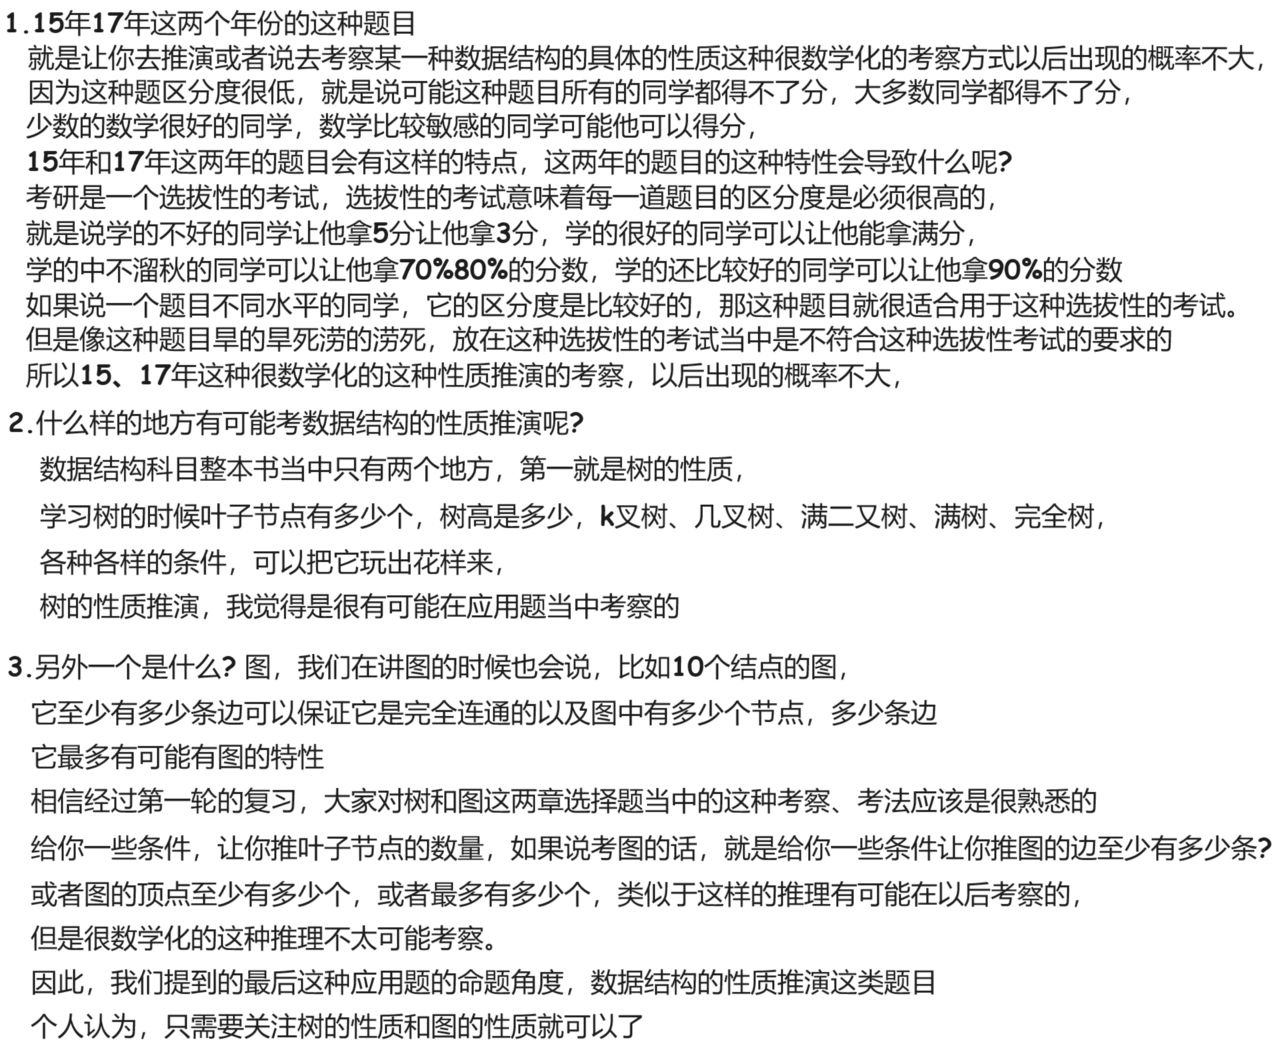 1.15年17年这两个年份的这种题目
就是让你去推演或者说去考察某一种数据结构的具体的性质这种很数学化的考察方式以后出现的概率不大，
因为这种题区分度很低，就是说可能这种题目所有的同学都得不了分，大多数同学都得不了分，
少数的数学很好的同学，数学比较敏感的同学可能他可以得分，
15年和17年这两年的题目会有这样的特点，这两年的题目的这种特性会导致什么呢?
考研是一个选拔性的考试，选拔性的考试意味着每一道题目的区分度是必须很高的，
就是说学的不好的同学让他拿5分让他拿3分，学的很好的同学可以让他能拿满分，
学的中不溜秋的同学可以让他拿70%80%的分数，学的还比较好的同学可以让他拿90%的分数
如果说一个题目不同水平的同学，它的区分度是比较好的，那这种题目就很适合用于这种选拔性的考试。
但是像这种题目旱的旱死涝的涝死，放在这种选拔性的考试当中是不符合这种选拔性考试的要求的
所以15、17年这种很数学化的这种性质推演的考察，以后出现的概率不大，
2.什么样的地方有可能考数据结构的性质推演呢?
数据结构科目整本书当中只有两个地方，第一就是树的性质，
学习树的时候叶子节点有多少个，树高是多少，k叉树、几叉树、满二又树、满树、完全树，
各种各样的条件，可以把它玩出花样来，
树的性质推演，我觉得是很有可能在应用题当中考察的
3.另外一个是什么? 图，我们在讲图的时候也会说，比如10个结点的图，
它至少有多少条边可以保证它是完全连通的以及图中有多少个节点，多少条边
它最多有可能有图的特性
相信经过第一轮的复习，大家对树和图这两章选择题当中的这种考察、考法应该是很熟悉的
给你一些条件，让你推叶子节点的数量，如果说考图的话，就是给你一些条件让你推图的边至少有多少条?
或者图的顶点至少有多少个，或者最多有多少个，类似于这样的推理有可能在以后考察的，
但是很数学化的这种推理不太可能考察。
因此，我们提到的最后这种应用题的命题角度，数据结构的性质推演这类题目
个人认为，只需要关注树的性质和图的性质就可以了